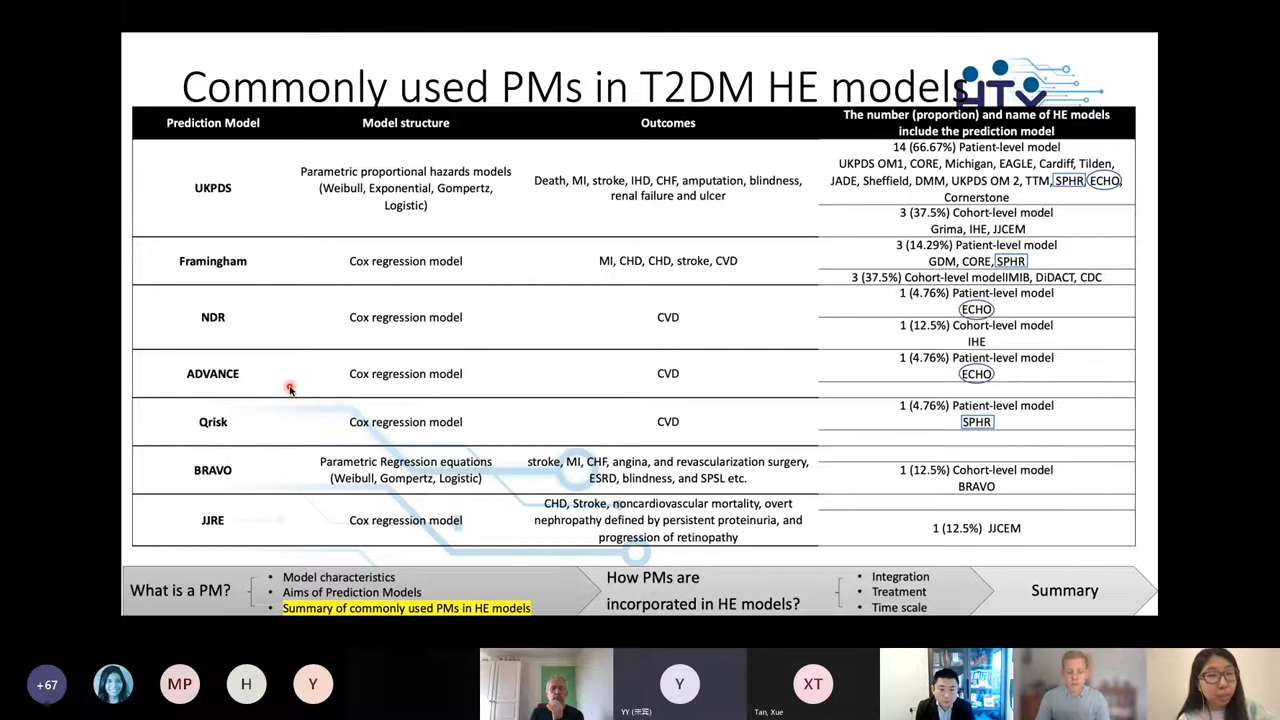 Commonly used PMs in T2DM HE models
HTx
Prediction Model
Model structure
Outcomes
The number (proportion) and name of HE models
include the prediction model
UKPDS
Parametric proportional hazards models
(Weibull, Exponential, Gompertz,
Logistic)
Death, MI, stroke, IHD, CHF, amputation, blindness,
renal failure and ulcer
14 (66.67%) Patient-level model
UKPDS OM1, CORE, Michigan, EAGLE, Cardiff, Tilden,
JADE, Sheffield, DMM, UKPDS OM 2, TTM, SPHR ECHO,
Cornerstone
3 (37.5%) Cohort-level model
Grima, IHE, JJCEM
Framingham
Cox regression model
MI, CHD, CHD, stroke, CVD
3 (14.29%) Patient-level model
GDM, CORE, SPHR
3 (37.5%) Cohort-level modelIMIB, DiDACT, CDC
NDR
Cox regression model
CVD
1 (4.76%) Patient-level model
ECHO
1 (12.5%) Cohort-level model
IHE
ADVANCE
Cox regression model
CVD
1 (4.76%) Patient-level model
ECHO
Qrisk
Cox regression model
CVD
1 (4.76%) Patient-level model
SPHR
BRAVO
Parametric Regression equations
(Weibull, Gompertz, Logistic)
stroke, MI, CHF, angina, and revascularization surgery,
ESRD, blindness, and SPSL etc.
1 (12.5%) Cohort-level model
BRAVO
JJRE
Cox regression model
CHD, Stroke, noncardiovascular mortality, overt
nephropathy defined by persistent proteinuria, and
progression of retinopathy
1 (12.5%) JJCEM
What is a PM?
• Model characteristics
• Aims of Prediction Models
• Summary of commonly used PMs in HE models
How PMs are
incorporated in HE models?
• Integration
• Treatment
• Time scale
Summary
+67
MP
H
Y
Y
YY (来宾)
XT
Tan, Xue